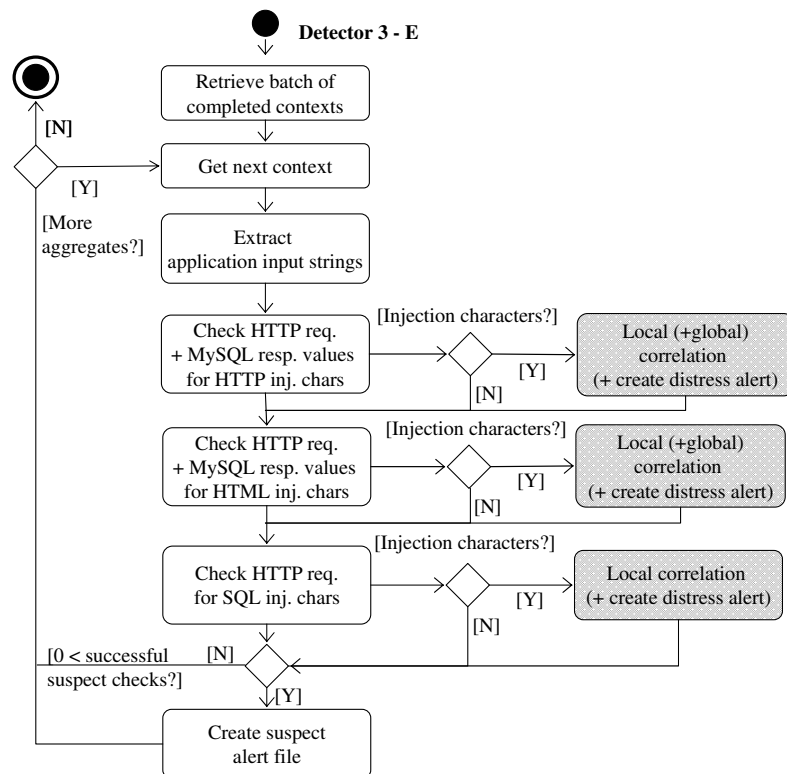 Detector 3 - E
Retrieve batch of
completed contexts
[N]
Get next context
[Y]
[More
aggregates?]
Extract
application input strings
[Injection characters?]
Check HTTP req.
+ MySQL resp. values
for HTTP inj. chars
[Y]
[N]
Local (+global)
correlation
(+ create distress alert)
[Injection characters?]
Check HTTP req.
+ MySQL resp. values
for HTML inj. chars
[Y]
[N]
Local (+global)
correlation
(+ create distress alert)
[Injection characters?]
Check HTTP req.
for SQL inj. chars
[Y]
[N]
Local correlation
(+ create distress alert)
[0 < successful
suspect checks?]
[N]
[Y]
Create suspect
alert file